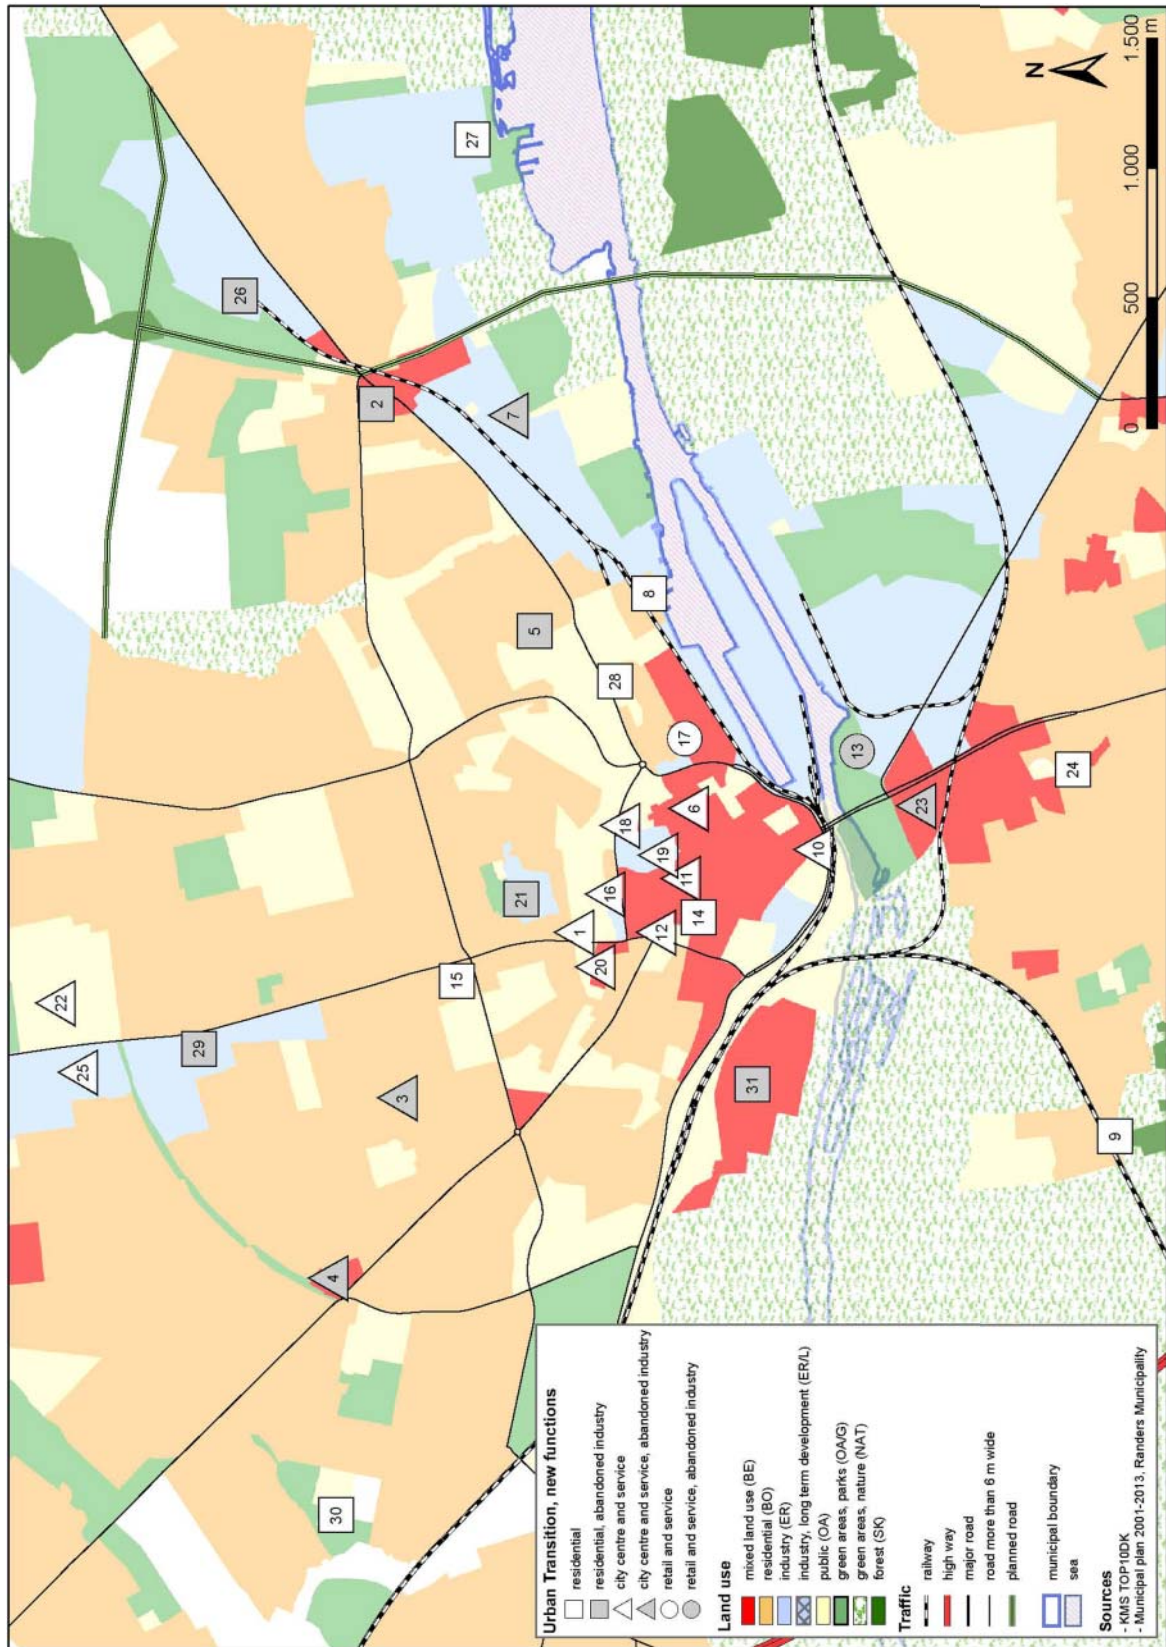 22
25
29
3
4
30
15
21
1
20
16
12
18
19
11
14
6
17
10
28
5
8
2
26
7
27
13
23
24
31
9
N
0
500
1.000
1.500
m
Urban Transition, new functions
residential
residential, abandoned industry
city centre and service
city centre and service, abandoned industry
retail and service
retail and service, abandoned industry
Land use
mixed land use (BE)
residential (BO)
industry (ER)
industry, long term development (ER/L)
public (OA)
green areas, parks (OA/G)
green areas, nature (NAT)
forest (SK)
Traffic
railway
high way
major road
road more than 6 m wide
planned road
municipal boundary
sea
Sources
- KMS TOP10DK
- Municipal plan 2001-2013, Randers Municipality